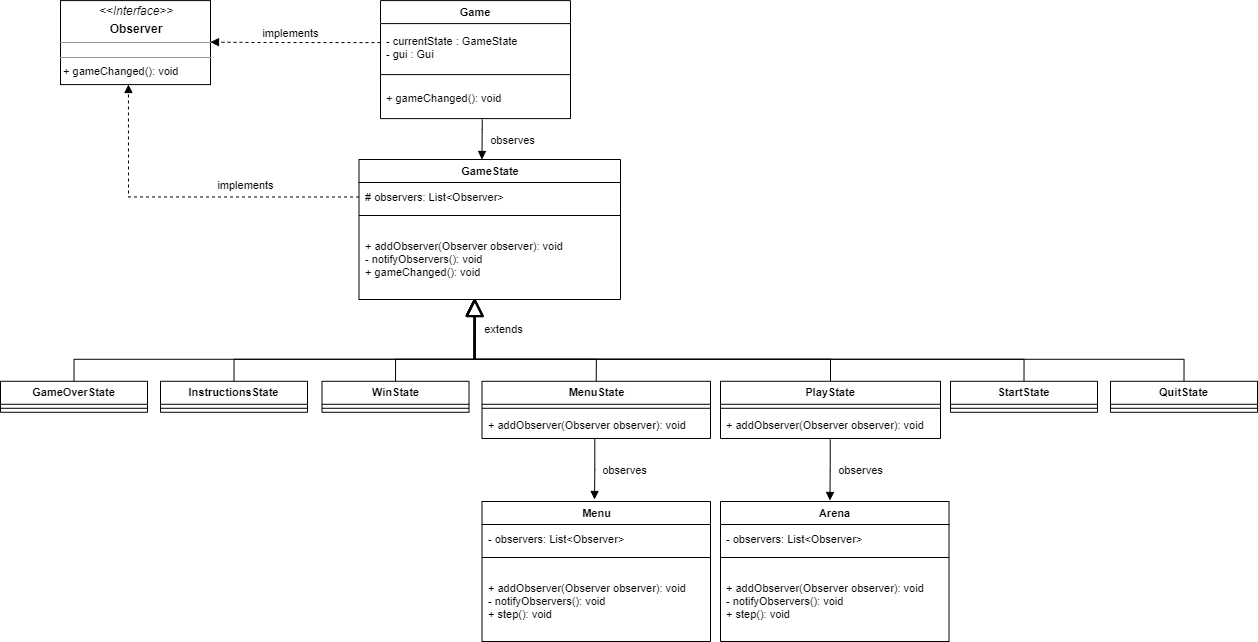 <<Interface>>
Observer
+ gameChanged(): void
implements
Game
- currentState : GameState
- gui : Gui
+ gameChanged(): void
observes
GameState
# observers: List<Observer>
+ addObserver(Observer observer): void
- notifyObservers(): void
+ gameChanged(): void
implements
extends
GameOverState
InstructionsState
WinState
MenuState
+ addObserver(Observer observer): void
PlayState
+ addObserver(Observer observer): void
StartState
QuitState
observes
observes
Menu
- observers: List<Observer>
+ addObserver(Observer observer): void
- notifyObservers(): void
+ step(): void
Arena
- observers: List<Observer>
+ addObserver(Observer observer): void
- notifyObservers(): void
+ step(): void